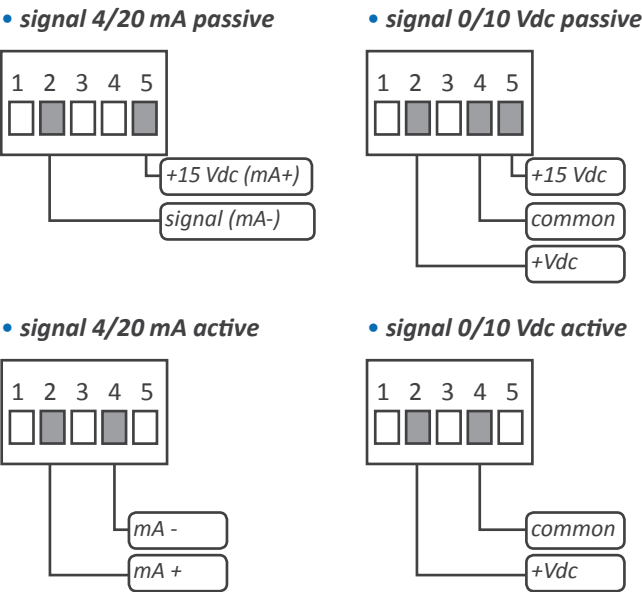 • signal 4/20 mA passive
1 2 3 4 5
+15 Vdc (mA+)
signal (mA-)
• signal 0/10 Vdc passive
1 2 3 4 5
+15 Vdc
common
+Vdc
• signal 4/20 mA active
1 2 3 4 5
mA -
mA +
• signal 0/10 Vdc active
1 2 3 4 5
common
+Vdc